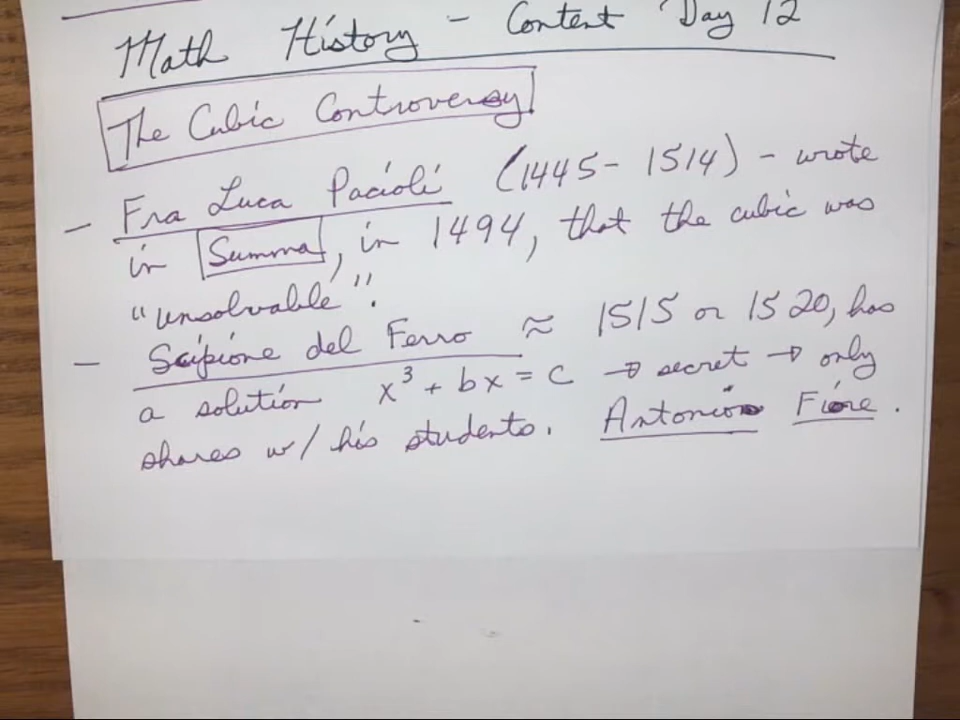 Math History - Content Day 12
The Cubic Controversy
- Fra Luca Pacioli (1445-1514) - wrote
in Summa, in 1494, that the cubic was
"unsolvable".
- Scipione del Ferro ≈ 1515 or 1520, has
a solution x³ + bx = c → secret → only
shares w/ his students. Antonio Fiore.